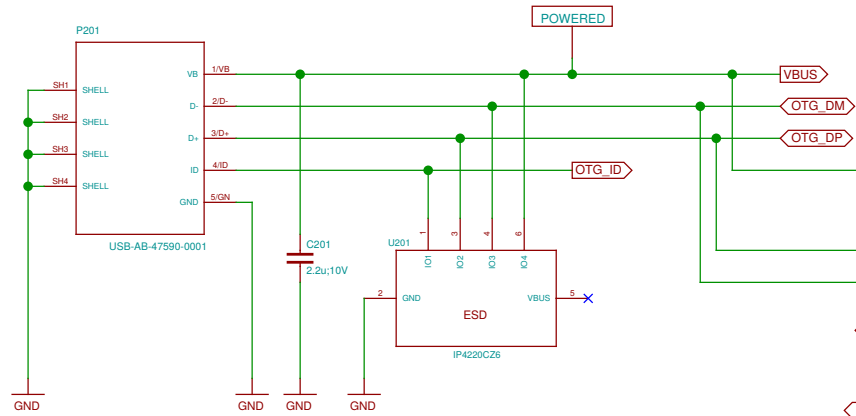 POWERED
P201
VB 1/VB
VBUS
SH1 SHELL
D- 2/D-
OTG_DM
SH2 SHELL
D+ 3/D+
OTG_DP
SH3 SHELL
ID 4/ID
OTG_ID
SH4 SHELL
GND 5/GN
USB-AB-47590-0001
C201
2.2u;10V
U201
1 3 4 6
IO1 IO2 IO3 IO4
2 GND
VBUS 5
ESD
IP4220CZ6
GND GND GND GND